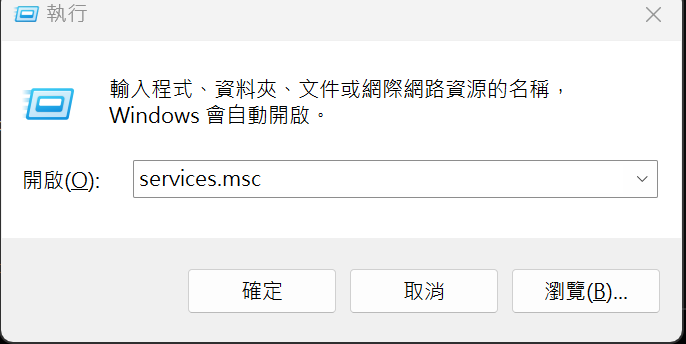 執行
輸入程式、資料夾、文件或網際網路資源的名稱，
Windows 會自動開啟。
開啟(O):
services.msc
確定
取消
瀏覽(B)...